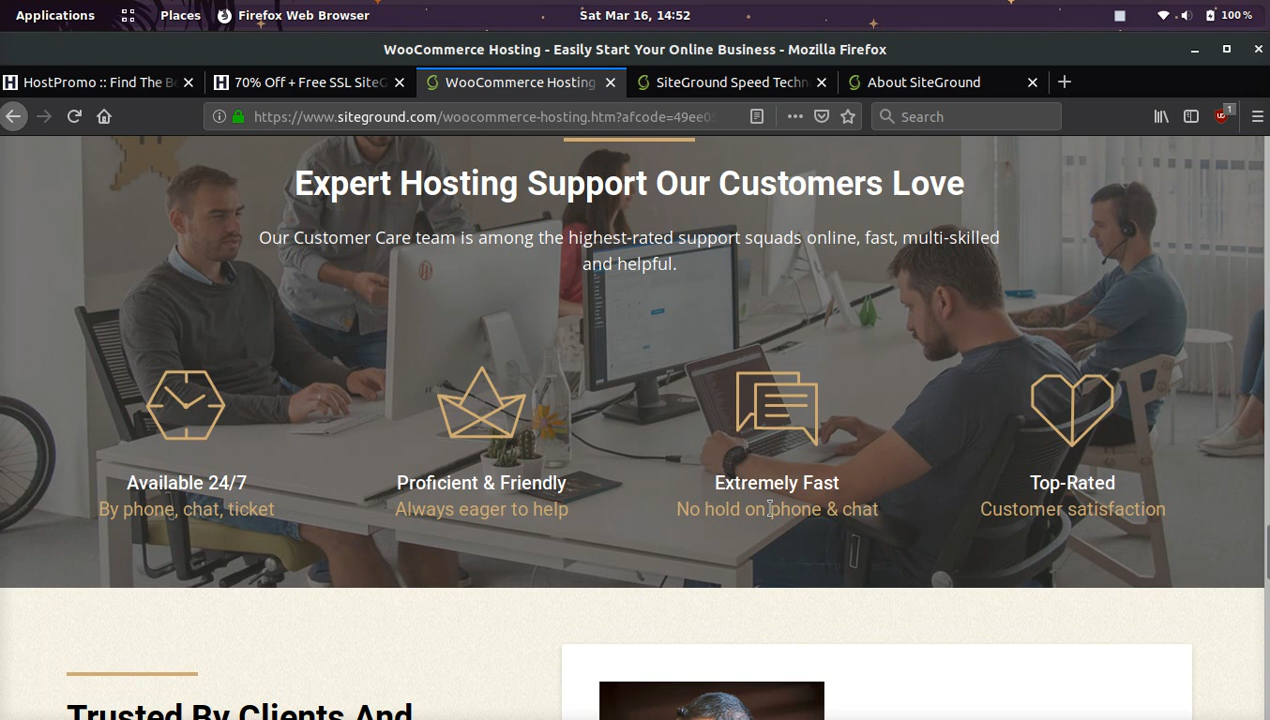 Applications Places Firefox Web Browser Sat Mar 16, 14:52 100 %
WooCommerce Hosting - Easily Start Your Online Business - Mozilla Firefox
HostPromo :: Find The Be 70% Off + Free SSL SiteG WooCommerce Hosting SiteGround Speed Techn About SiteGround
https://www.siteground.com/woocommerce-hosting.htm?afcode=49ee05 Search 1
Expert Hosting Support Our Customers Love
Our Customer Care team is among the highest-rated support squads online, fast, multi-skilled
and helpful.
Available 24/7 Proficient & Friendly Extremely Fast Top-Rated
By phone, chat, ticket Always eager to help No hold on phone & chat Customer satisfaction
Trusted By Clients And